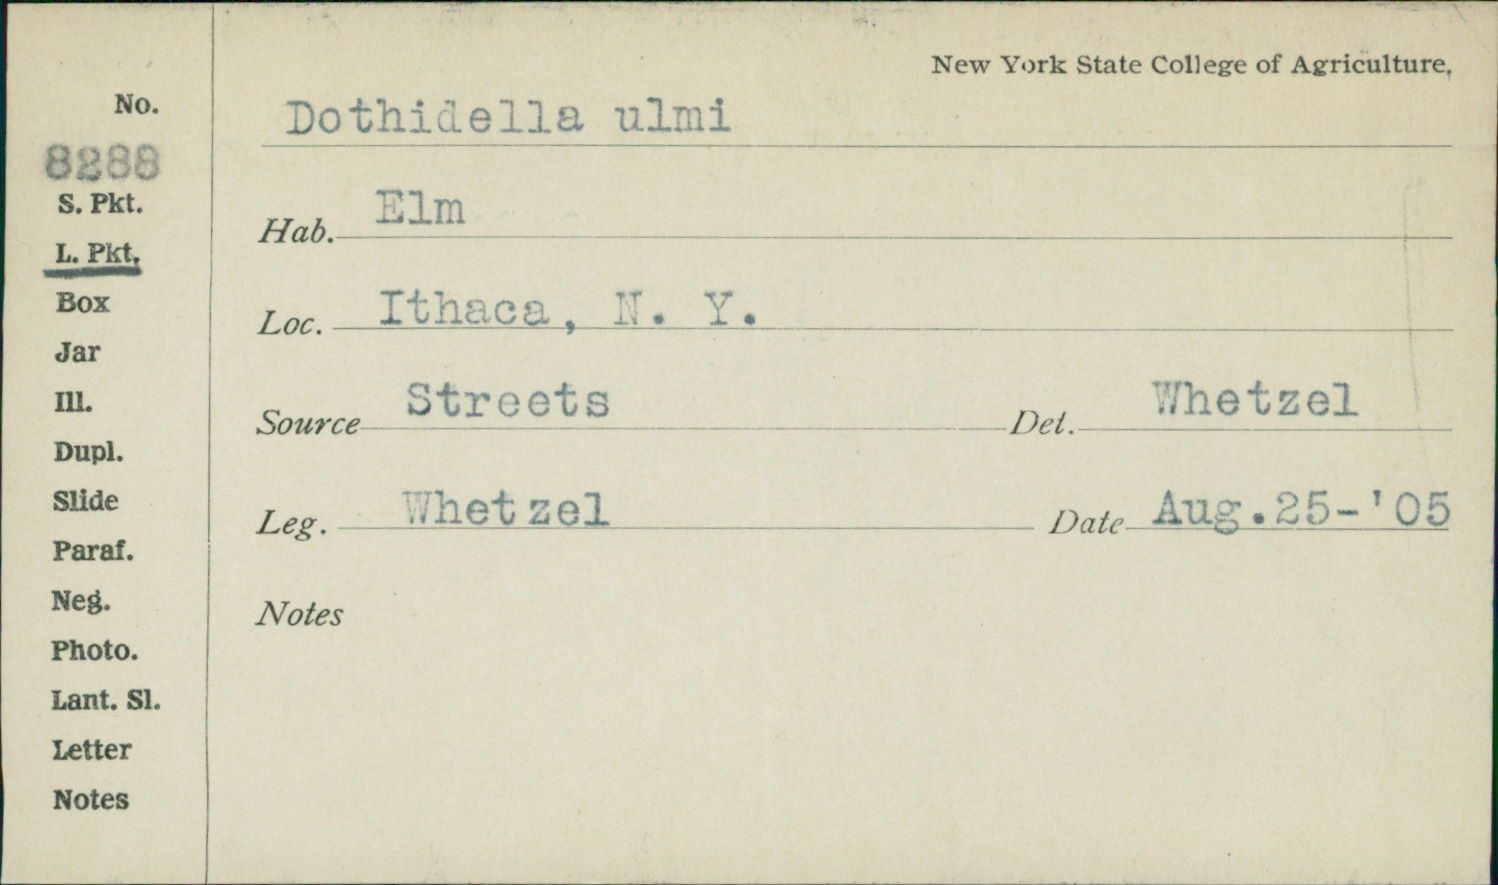 New York State College of Agriculture.
No.
8288
S. Pkt.
L. Pkt.
Box
Jar
Ill.
Dupl.
Slide
Paraf.
Neg.
Photo.
Lant. Sl.
Letter
Notes
Dothidella ulmi
Hab. Elm
Loc. Ithaca, N. Y.
Source Streets Det. Whetzel
Leg. Whetzel Date Aug.25-'05
Notes